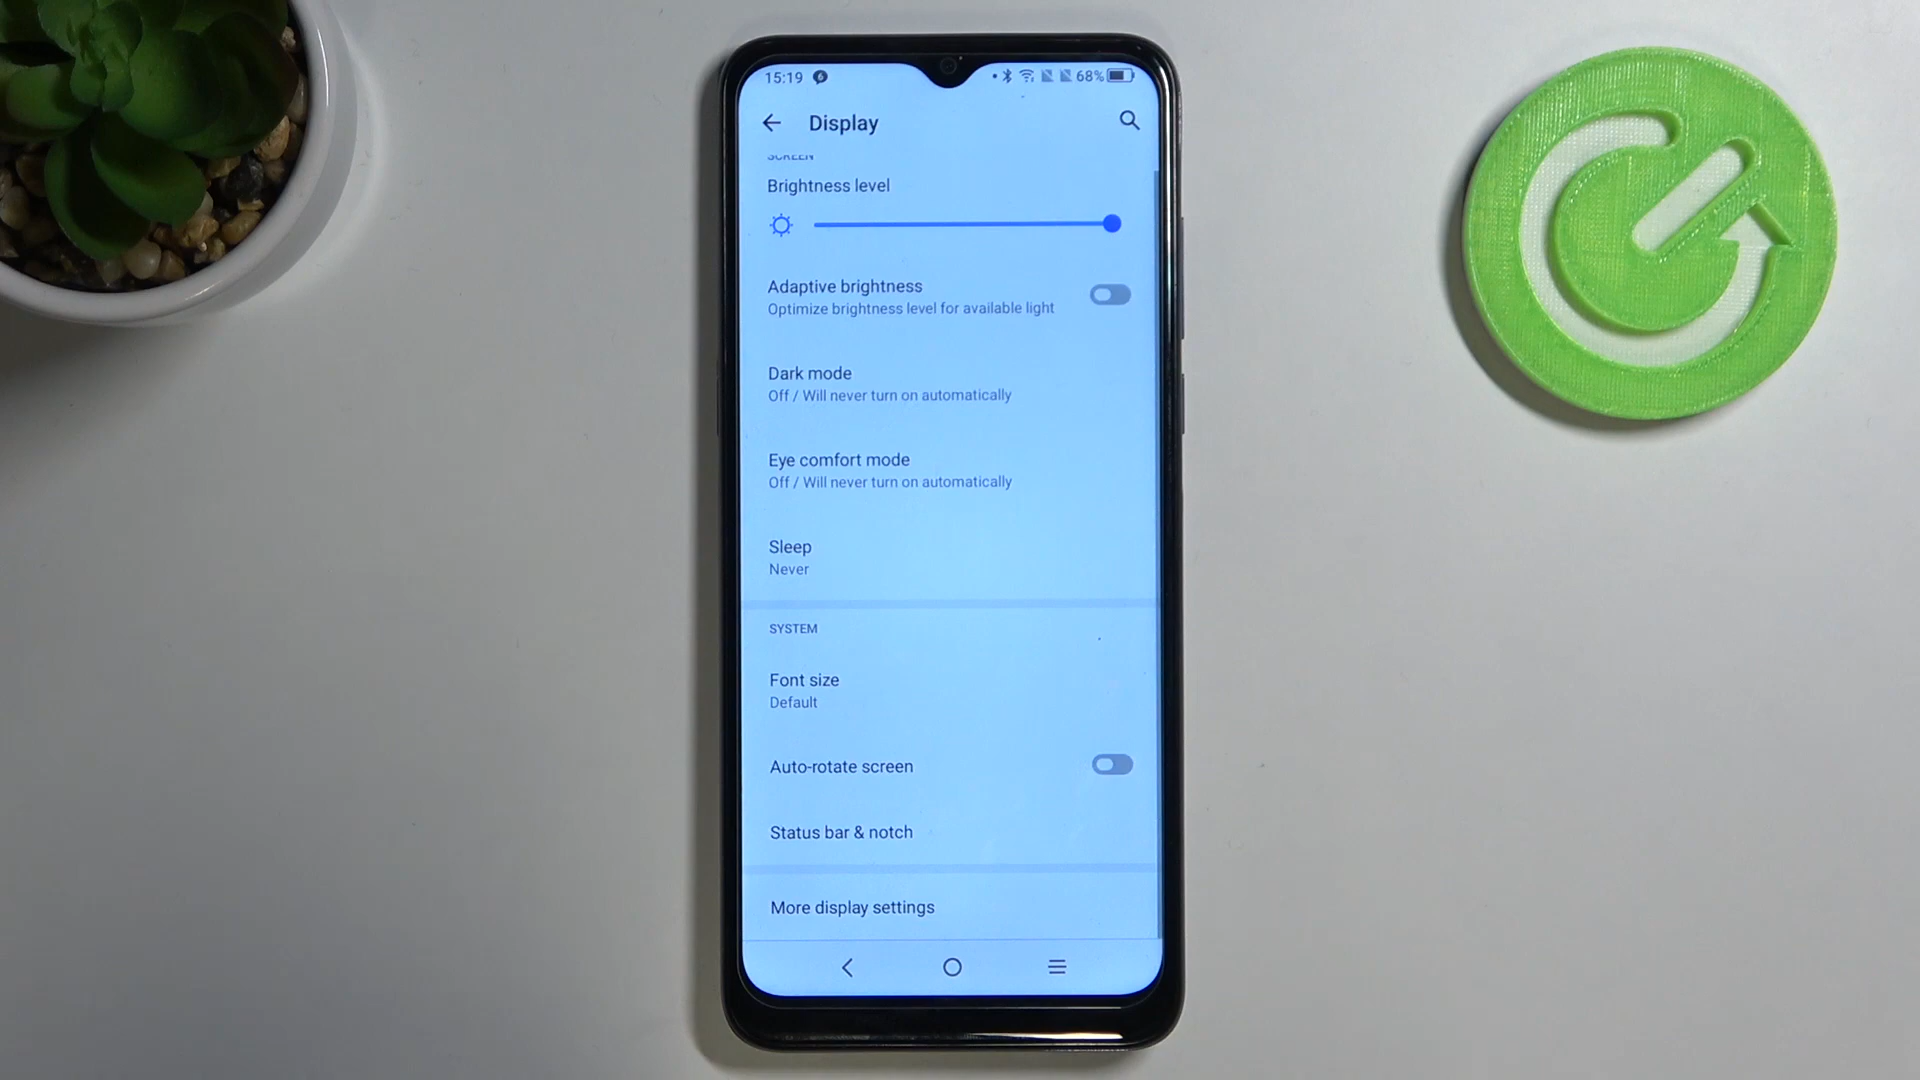 15:19 68%
Display
SCREEN
Brightness level
Adaptive brightness
Optimize brightness level for available light
Dark mode
Off / Will never turn on automatically
Eye comfort mode
Off / Will never turn on automatically
Sleep
Never
SYSTEM
Font size
Default
Auto-rotate screen
Status bar & notch
More display settings